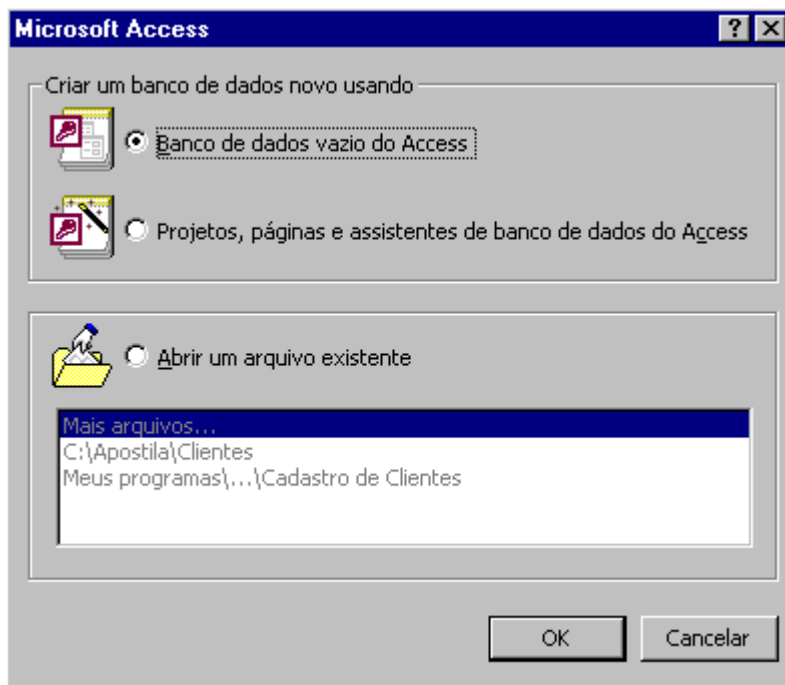 Microsoft Access
Criar um banco de dados novo usando
Banco de dados vazio do Access
Projetos, páginas e assistentes de banco de dados do Access
Abrir um arquivo existente
Mais arquivos...
C:\Apostila\Clientes
Meus programas\...\Cadastro de Clientes
OK
Cancelar